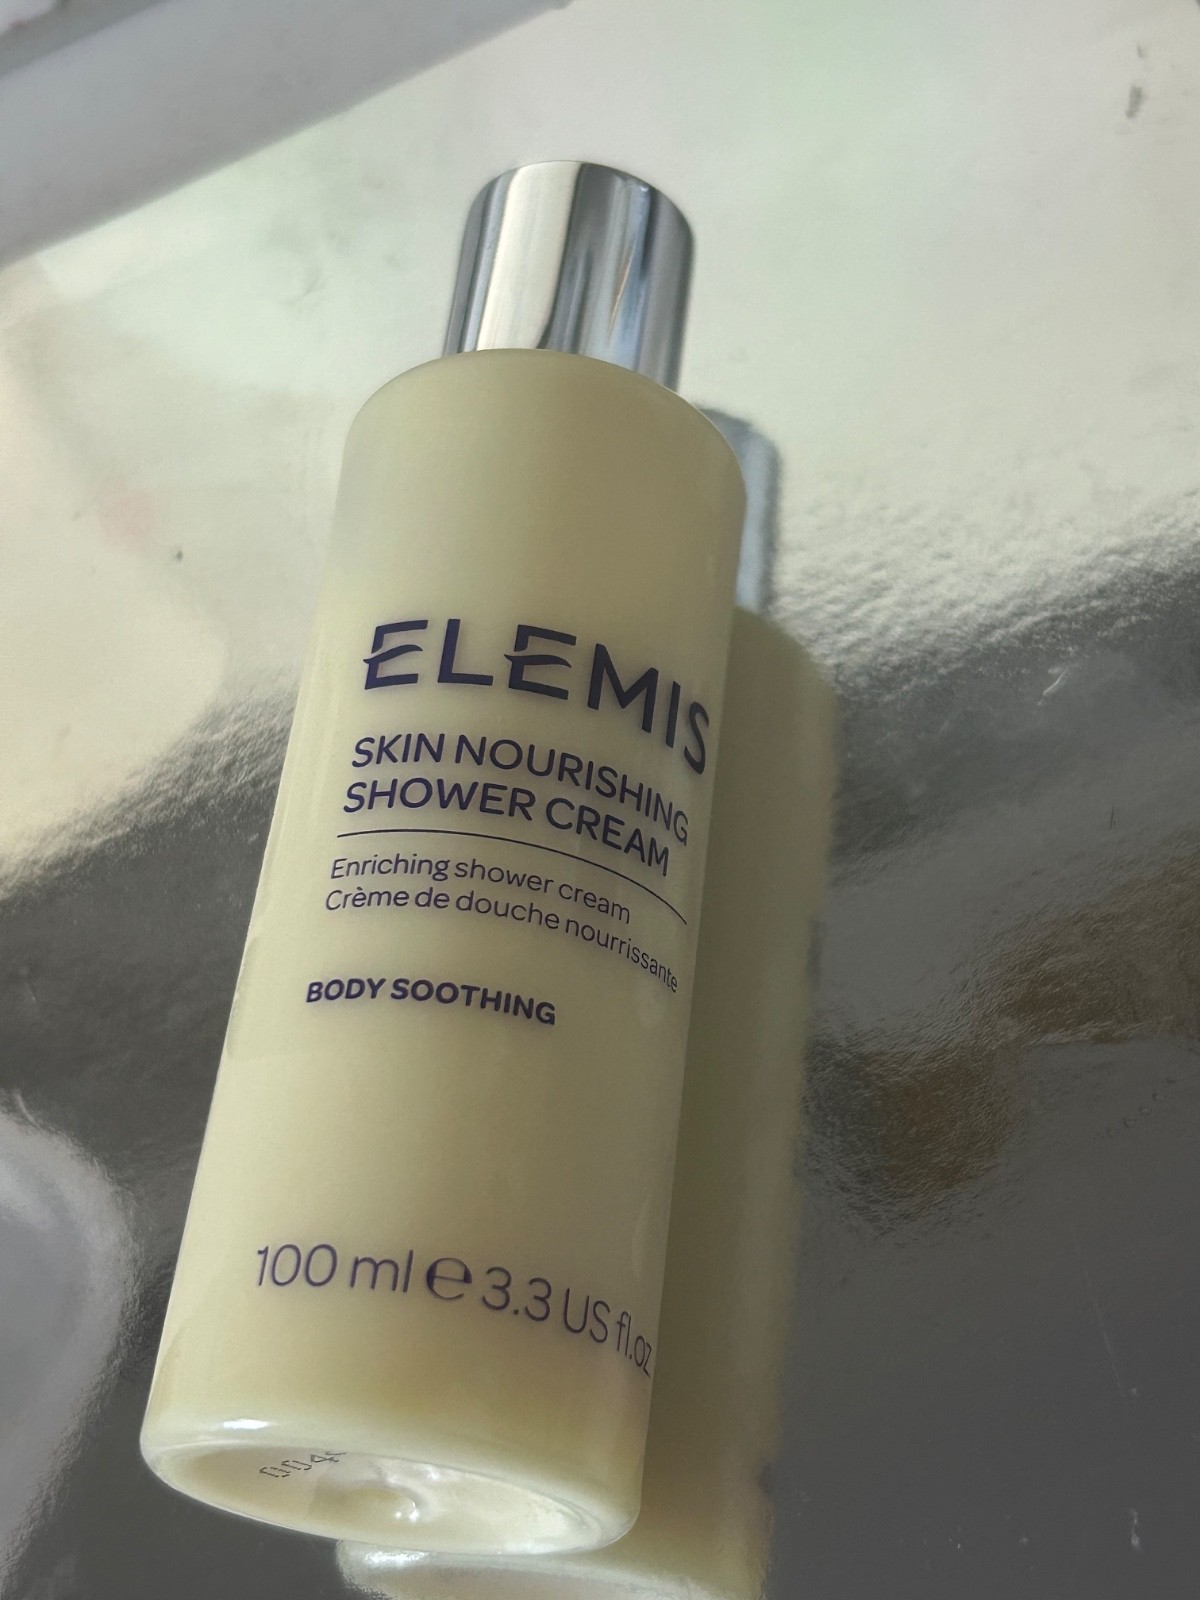 ELEMIS
SKIN NOURISHING
SHOWER CREAM
Enriching shower cream
Crème de douche nourrissante
BODY SOOTHING
100 ml ℮ 3.3 US fl.oz